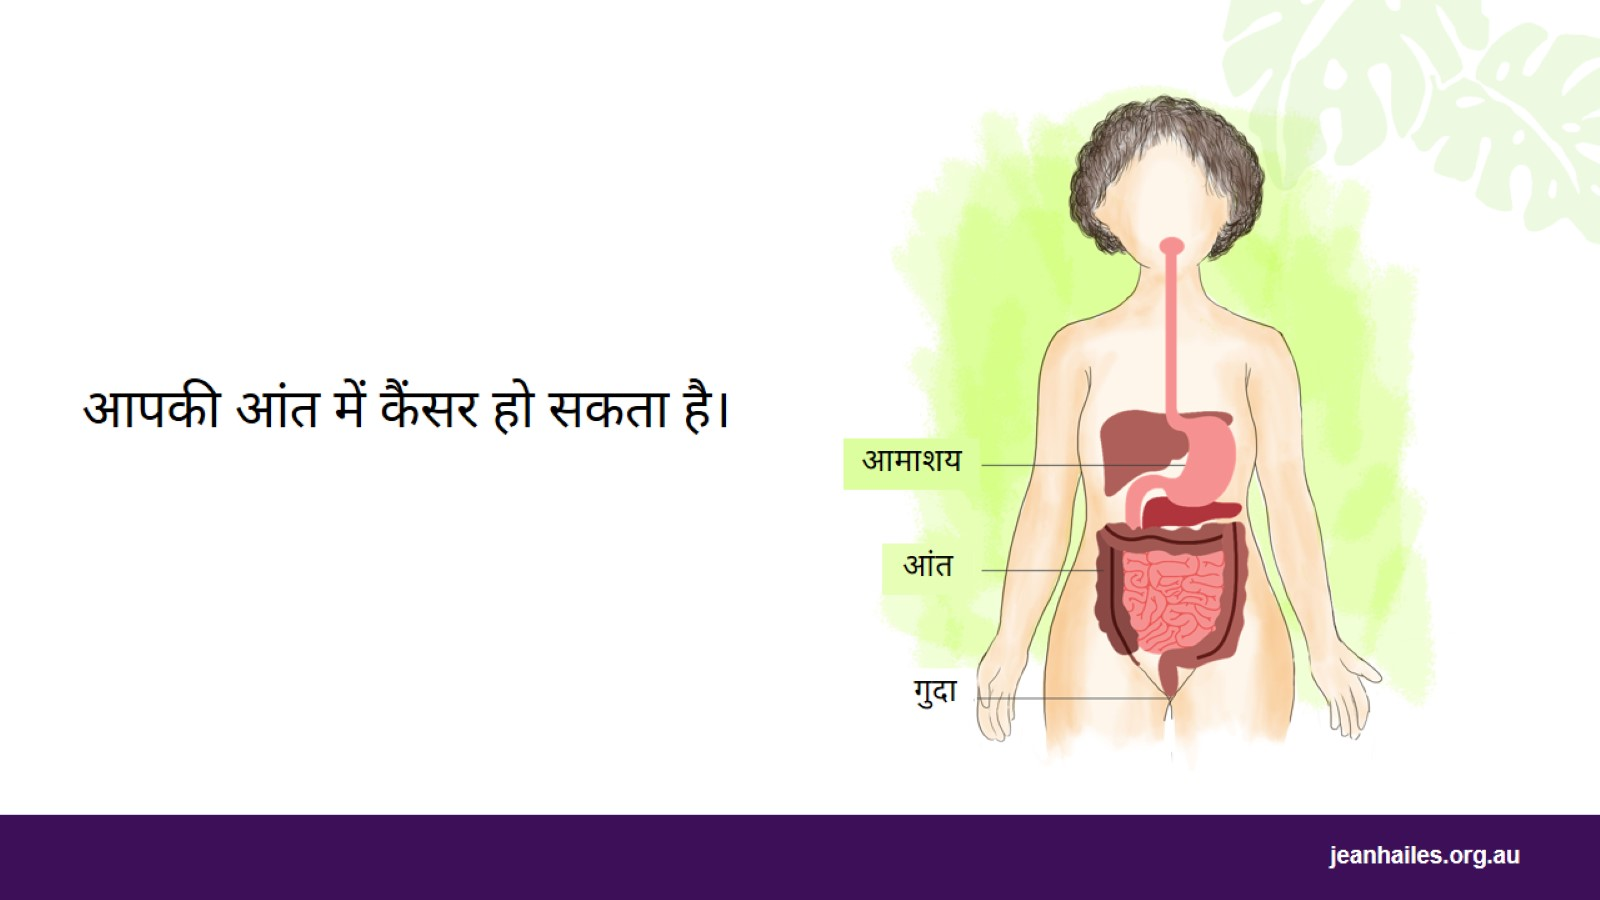 आपकी आंत में कैंसर हो सकता है।
आमाशय
आंत
गुदा
jeanhailes.org.au